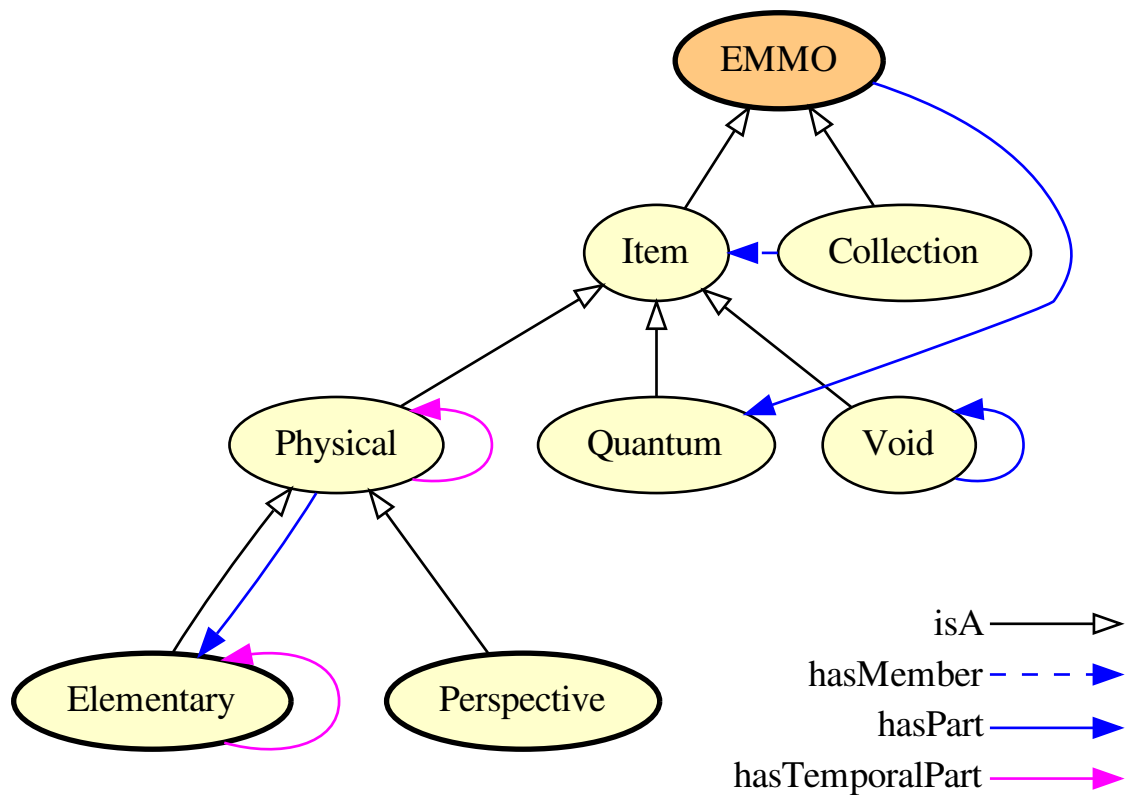 EMMO
Item
Collection
Physical
Quantum
Void
Elementary
Perspective
isA
hasMember
hasPart
hasTemporalPart